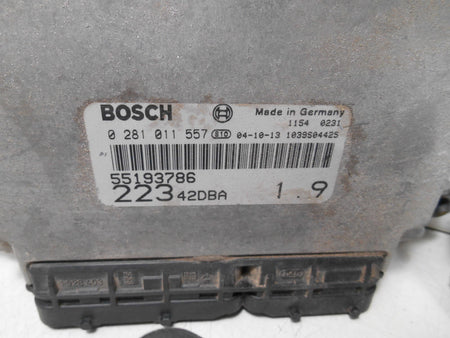 BOSCH Made in Germany
1154 0231
0 281 011 557 04-10-13 1039S04425
55193786
223 42DBA 1.9